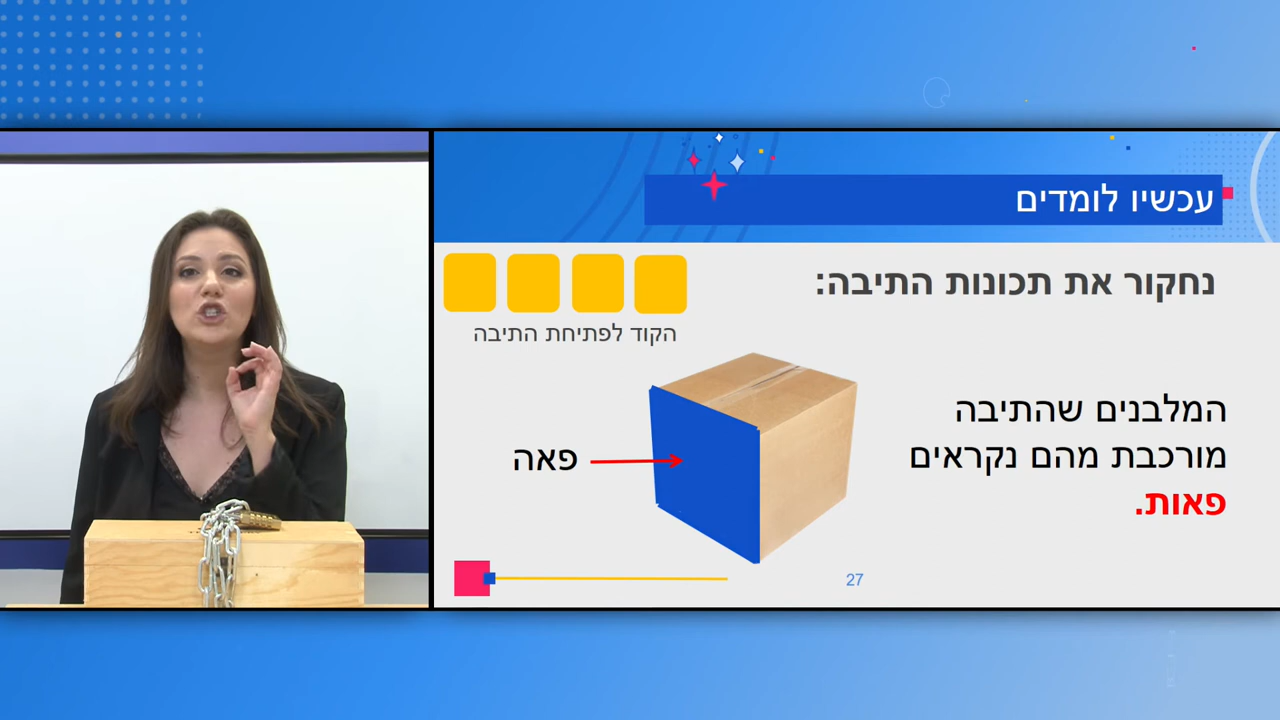 עכשיו לומדים
נחקור את תכונות התיבה:
הקוד לפתיחת התיבה
המלבנים שהתיבה
מורכבת מהם נקראים
פאות.
פאה
27